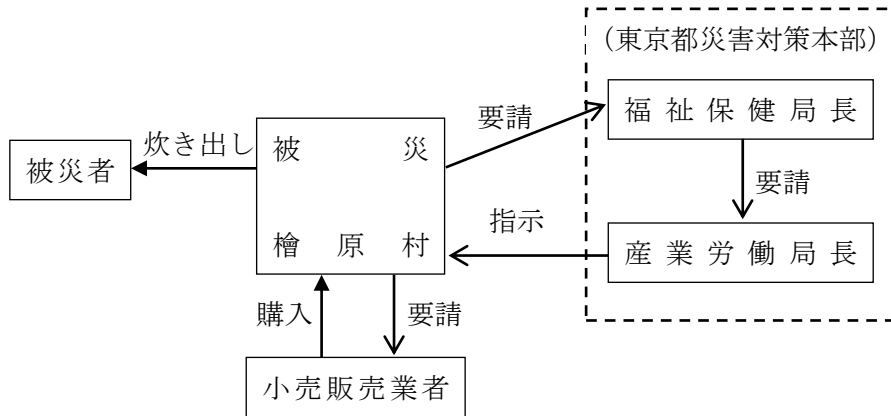 （東京都災害対策本部）
福祉保健局長
要請
炊き出し
被災
被災者
要請
指示
檜原村
産業労働局長
購入
要請
小売販売業者